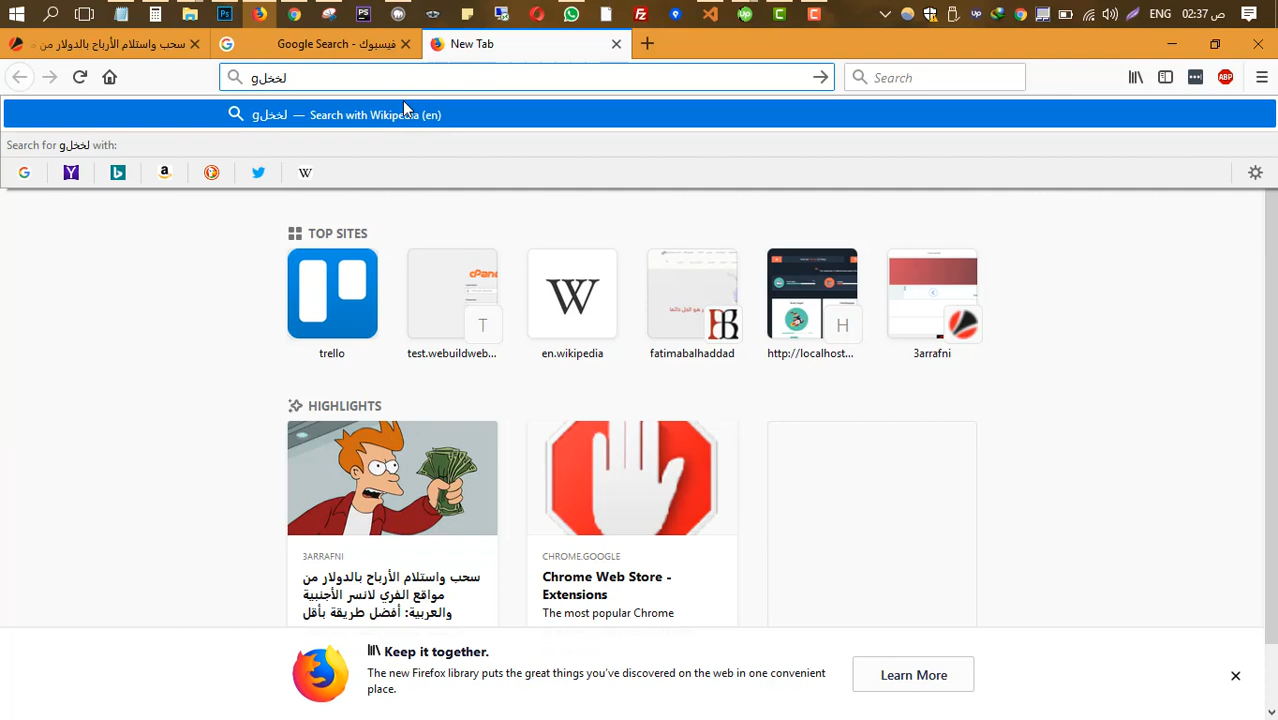 ENG 02:37 ص
سحب واستلام الأرباح بالدولار من
فيسبوك - Google Search
New Tab
لخخلg
Search
ABP
لخخلg — Search with Wikipedia (en)
Search for لخخلg with:
TOP SITES
T
H
trello
test.webuildweb...
en.wikipedia
fatimabalhaddad
http://localhost...
3arrafni
HIGHLIGHTS
3ARRAFNI
سحب واستلام الأرباح بالدولار من
مواقع الفري لانسر الأجنبية
والعربية: أفضل طريقة بأقل
CHROME.GOOGLE
Chrome Web Store -
Extensions
The most popular Chrome
Keep it together.
The new Firefox library puts the great things you've discovered on the web in one convenient
place.
Learn More